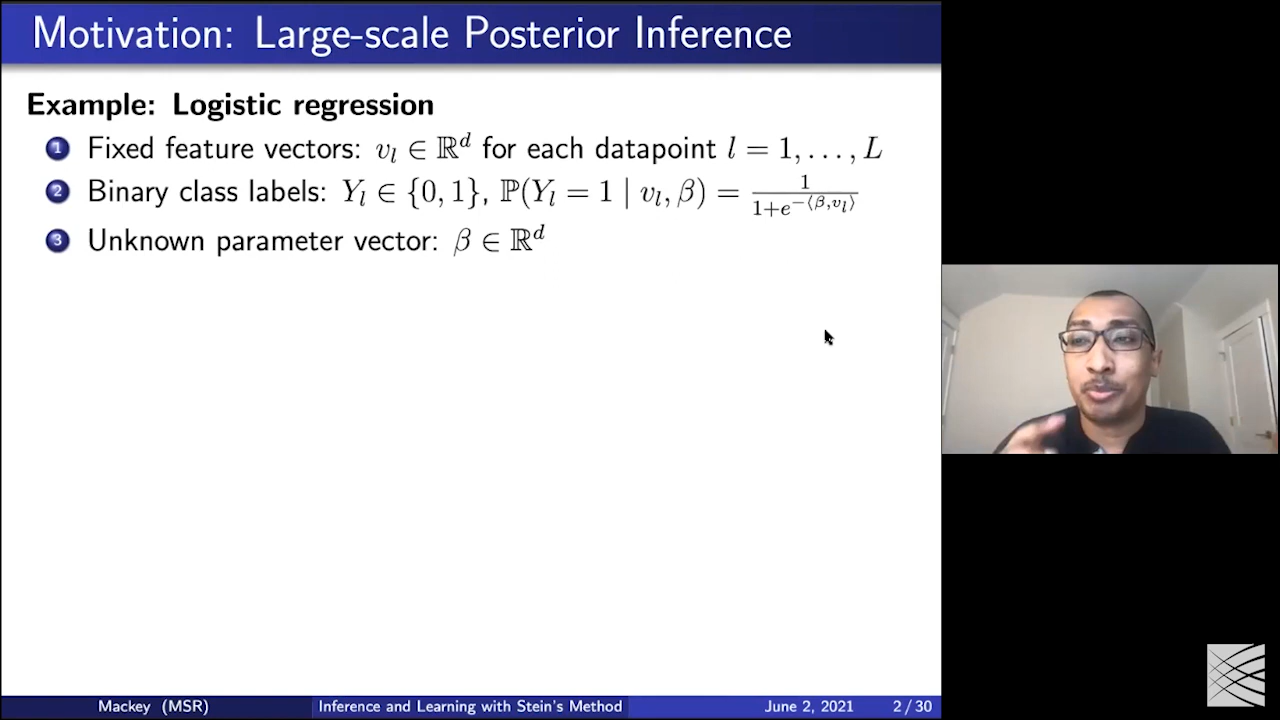 Motivation: Large-scale Posterior Inference
Example: Logistic regression
1 Fixed feature vectors: v_l ∈ ℝ^d for each datapoint l = 1, . . . , L
2 Binary class labels: Y_l ∈ {0, 1}, ℙ(Y_l = 1 | v_l, β) = 1/(1+e^{−⟨β,v_l⟩})
3 Unknown parameter vector: β ∈ ℝ^d
Mackey (MSR) Inference and Learning with Stein's Method June 2, 2021 2 / 30